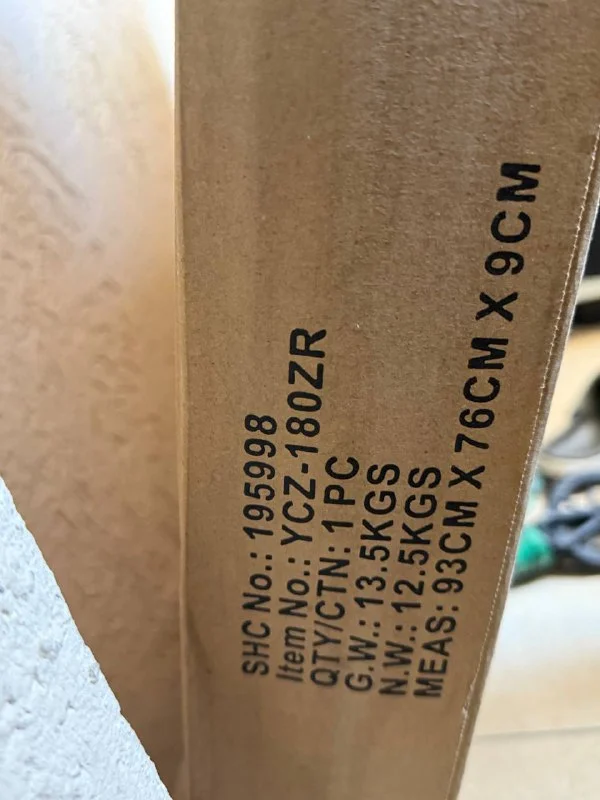 SHC No.: 195998
Item No.: YCZ-180ZR
QTY/CTN: 1 PC
G.W.: 13.5KGS
N.W.: 12.5KGS
MEAS: 93CM X 76CM X 9CM